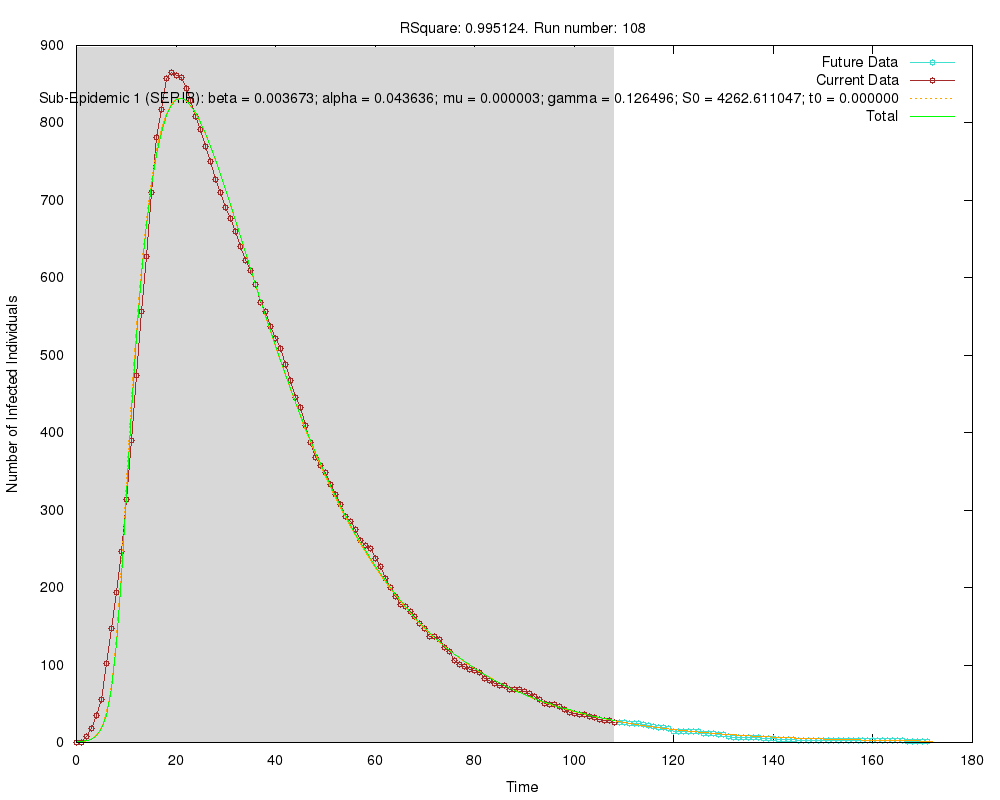 RSquare: 0.995124. Run number: 108
Future Data
Current Data
Sub-Epidemic 1 (SEPIR): beta = 0.003673; alpha = 0.043636; mu = 0.000003; gamma = 0.126496; S0 = 4262.611047; t0 = 0.000000
Total
900
800
700
600
500
400
300
200
100
0
Number of Infected Individuals
0 20 40 60 80 100 120 140 160 180
Time